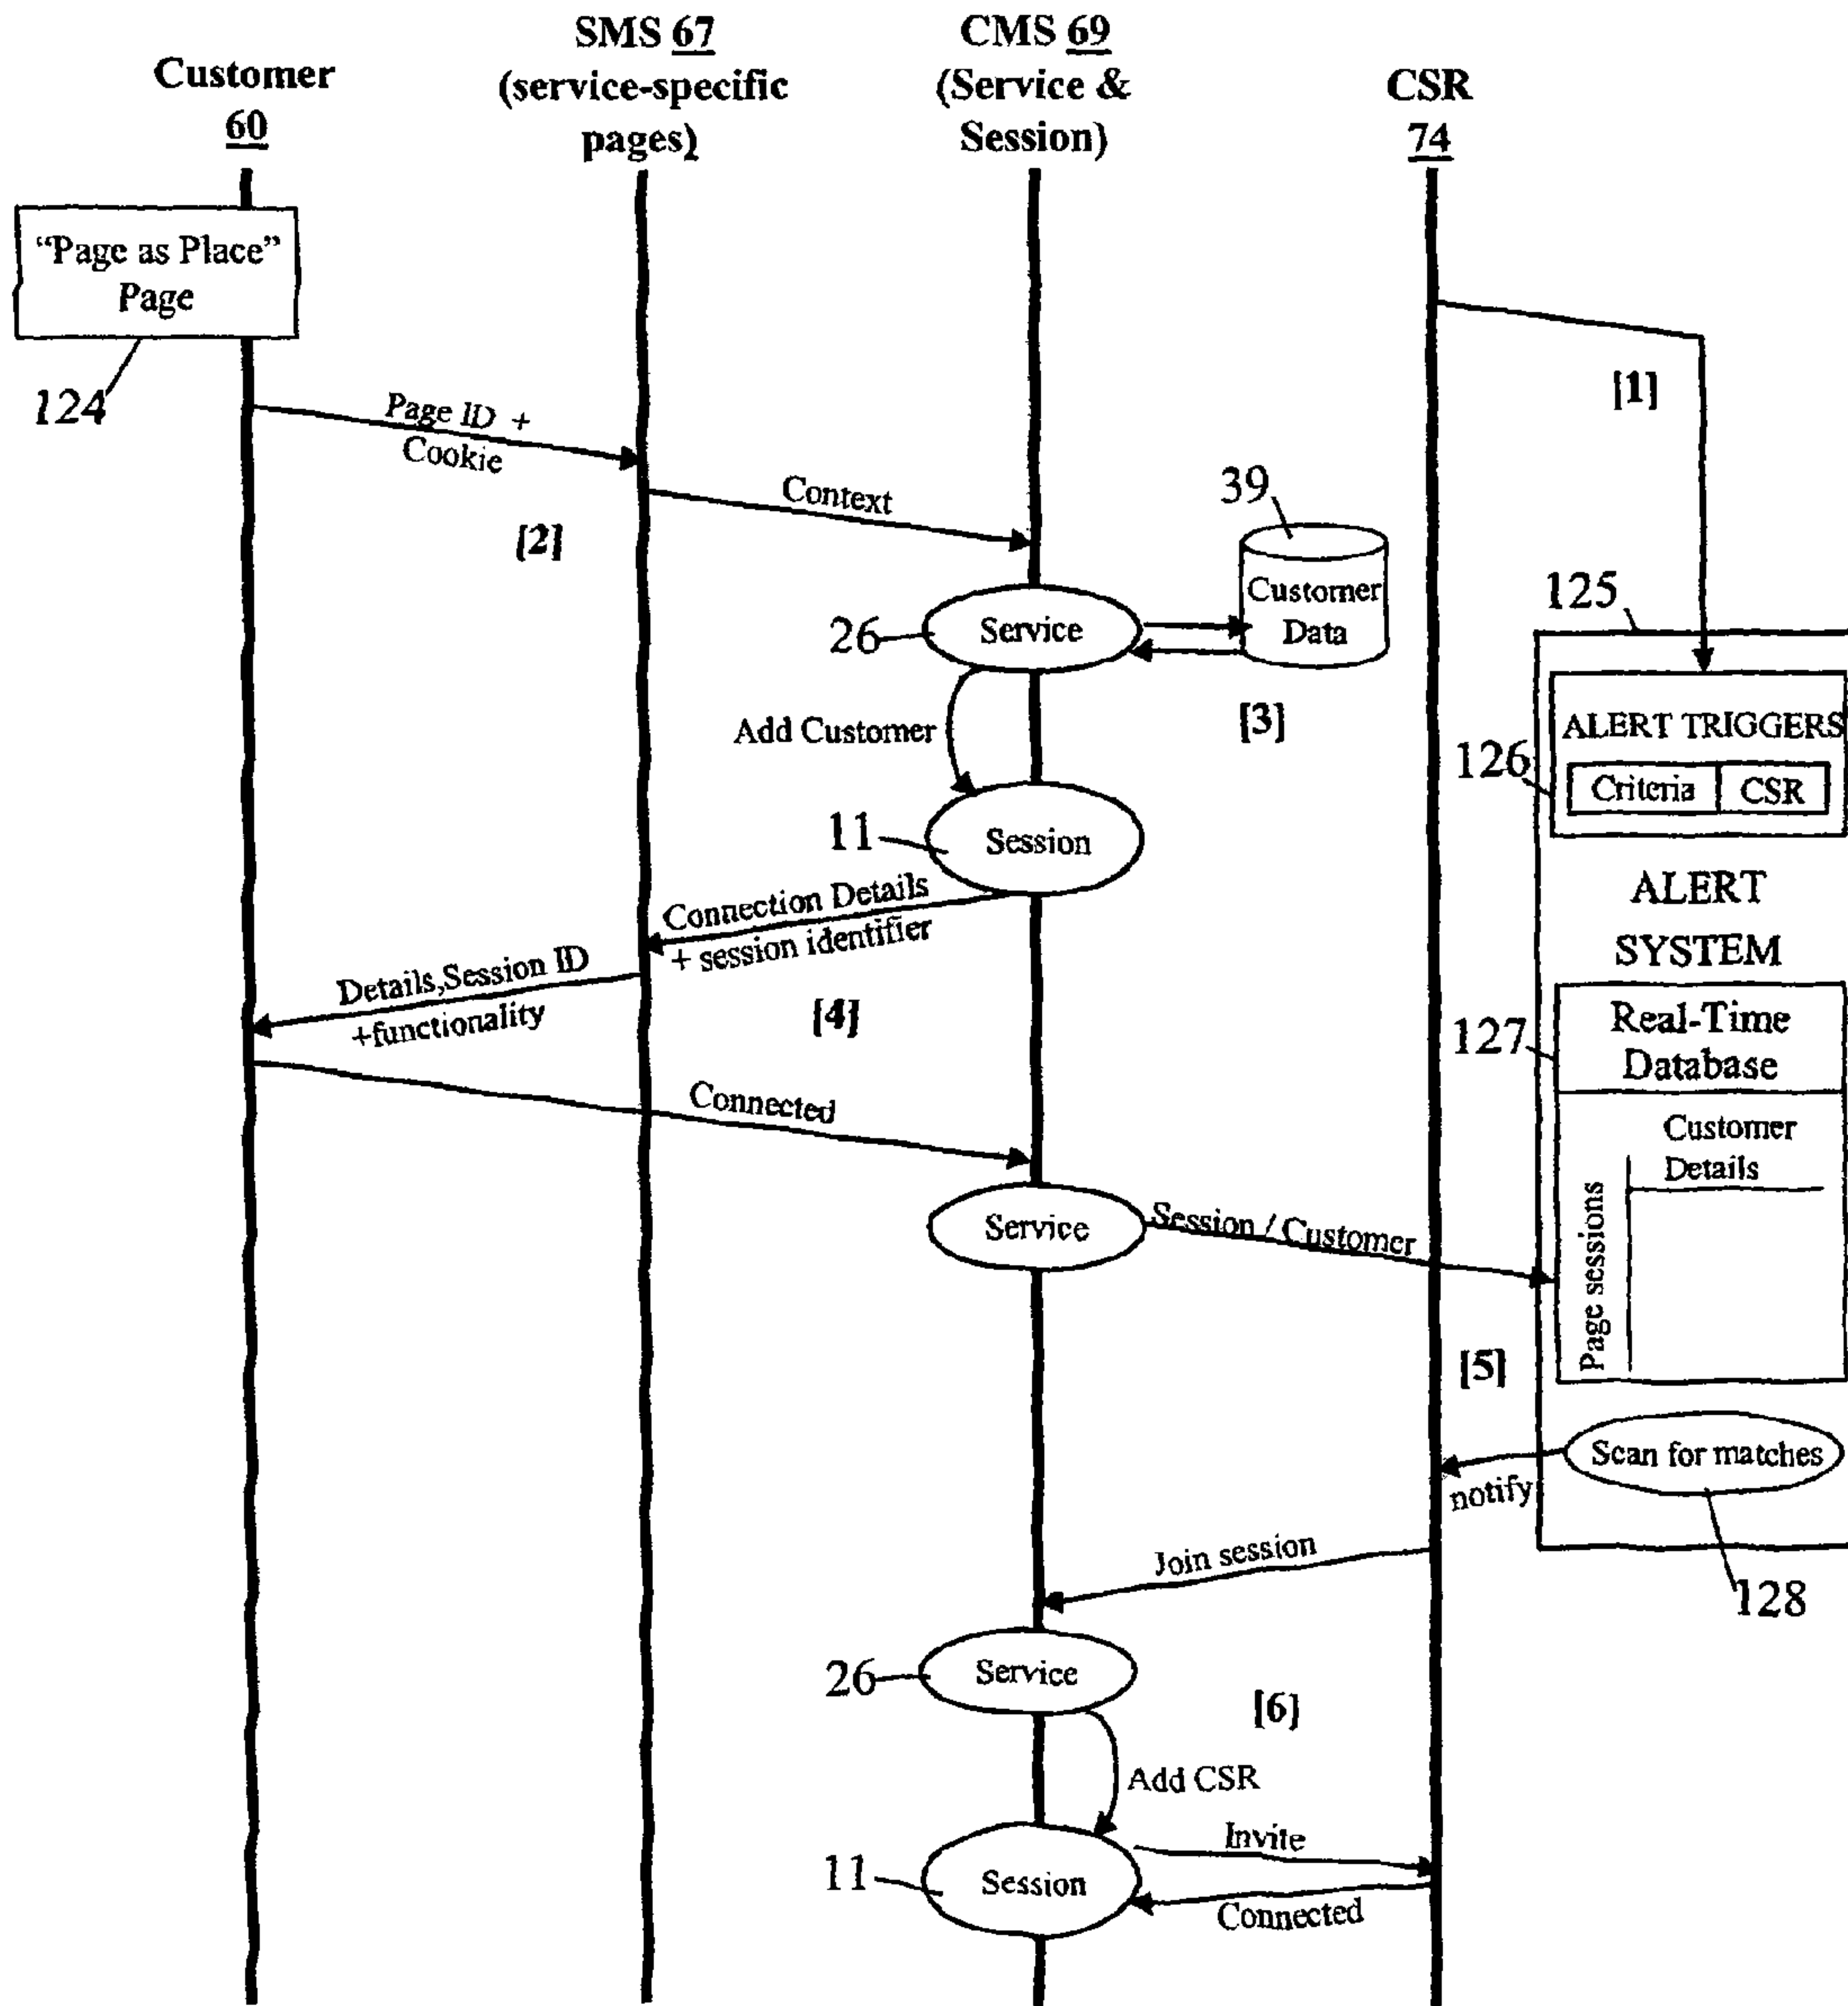 Customer
60
SMS 67
(service-specific
pages)
CMS 69
(Service &
Session)
CSR
74
“Page as Place”
Page
124
[1]
Page ID +
Cookie
Context
[2]
39
Customer
Data
26
Service
[3]
Add Customer
11
Session
125
126
ALERT TRIGGERS
Criteria
CSR
ALERT
SYSTEM
Connection Details
+ session identifier
Details,Session ID
+functionality
[4]
127
Real-Time
Database
Customer
Details
Page sessions
Connected
Service
Session / Customer
[5]
Scan for matches
notify
128
Join session
26
Service
[6]
Add CSR
11
Session
Invite
Connected